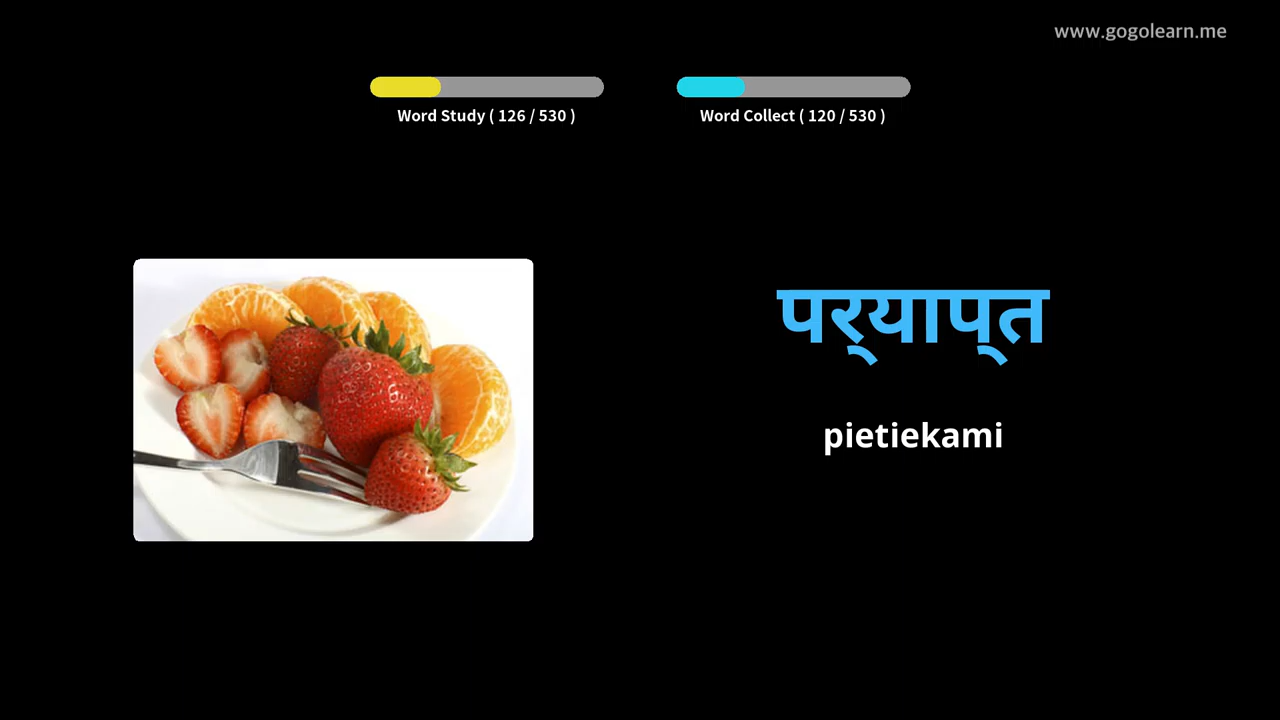 www.gogolearn.me
Word Study ( 126 / 530 )
Word Collect ( 120 / 530 )
पर्याप्त
pietiekami